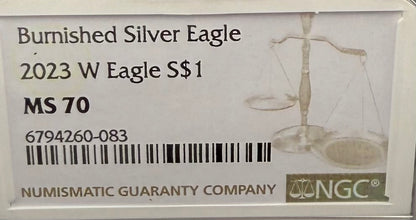 Burnished Silver Eagle
2023 W Eagle S$1
MS 70
6794260-083
NUMISMATIC GUARANTY COMPANY
NGC®